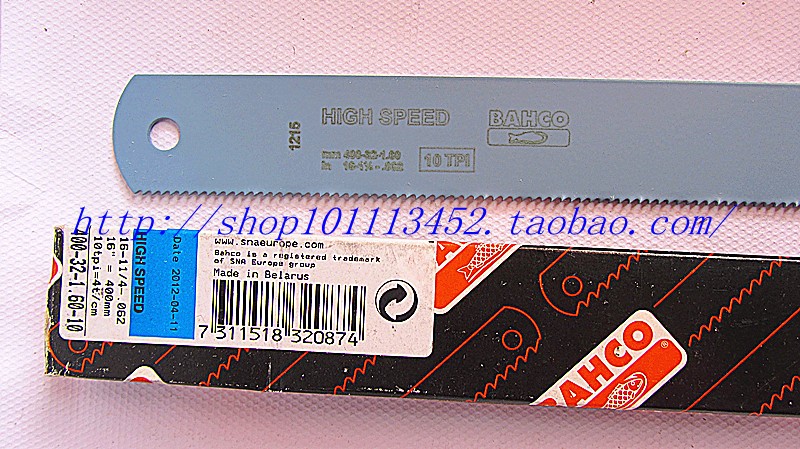 HIGH SPEED
BAHCO
1215
mm 400-32-1.60
in 16-1¼-.062
10 TPI
http://shop101113452.taobao.com/
400-32-1.60-10
16-11/4-.062
16" = 400mm
10tpi-4t/cm
HIGH SPEED
Date 2012-04-11
www.snaeurope.com
Bahco is a registered trademark
of SNA Europe group
Made in Belarus
7 311518 320874
BAHCO